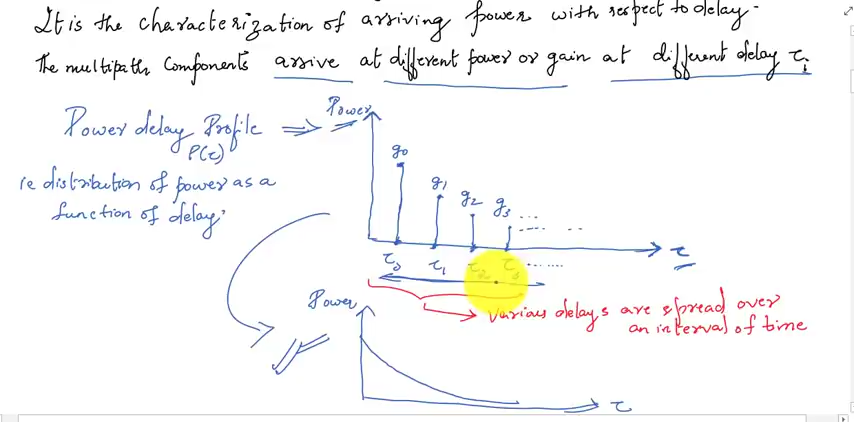 It is the characterization of arriving power with respect to delay.
The multipath components arrive at different power or gain at different delay τi
Power delay Profile ⇒ Power
P(τ)
g0
g1
g2
g3 ....
ie distribution of power as a
function of delay.
τ0 τ1 τ2 τ3 ....... τ
Power
Various delays are spread over
an interval of time
τ